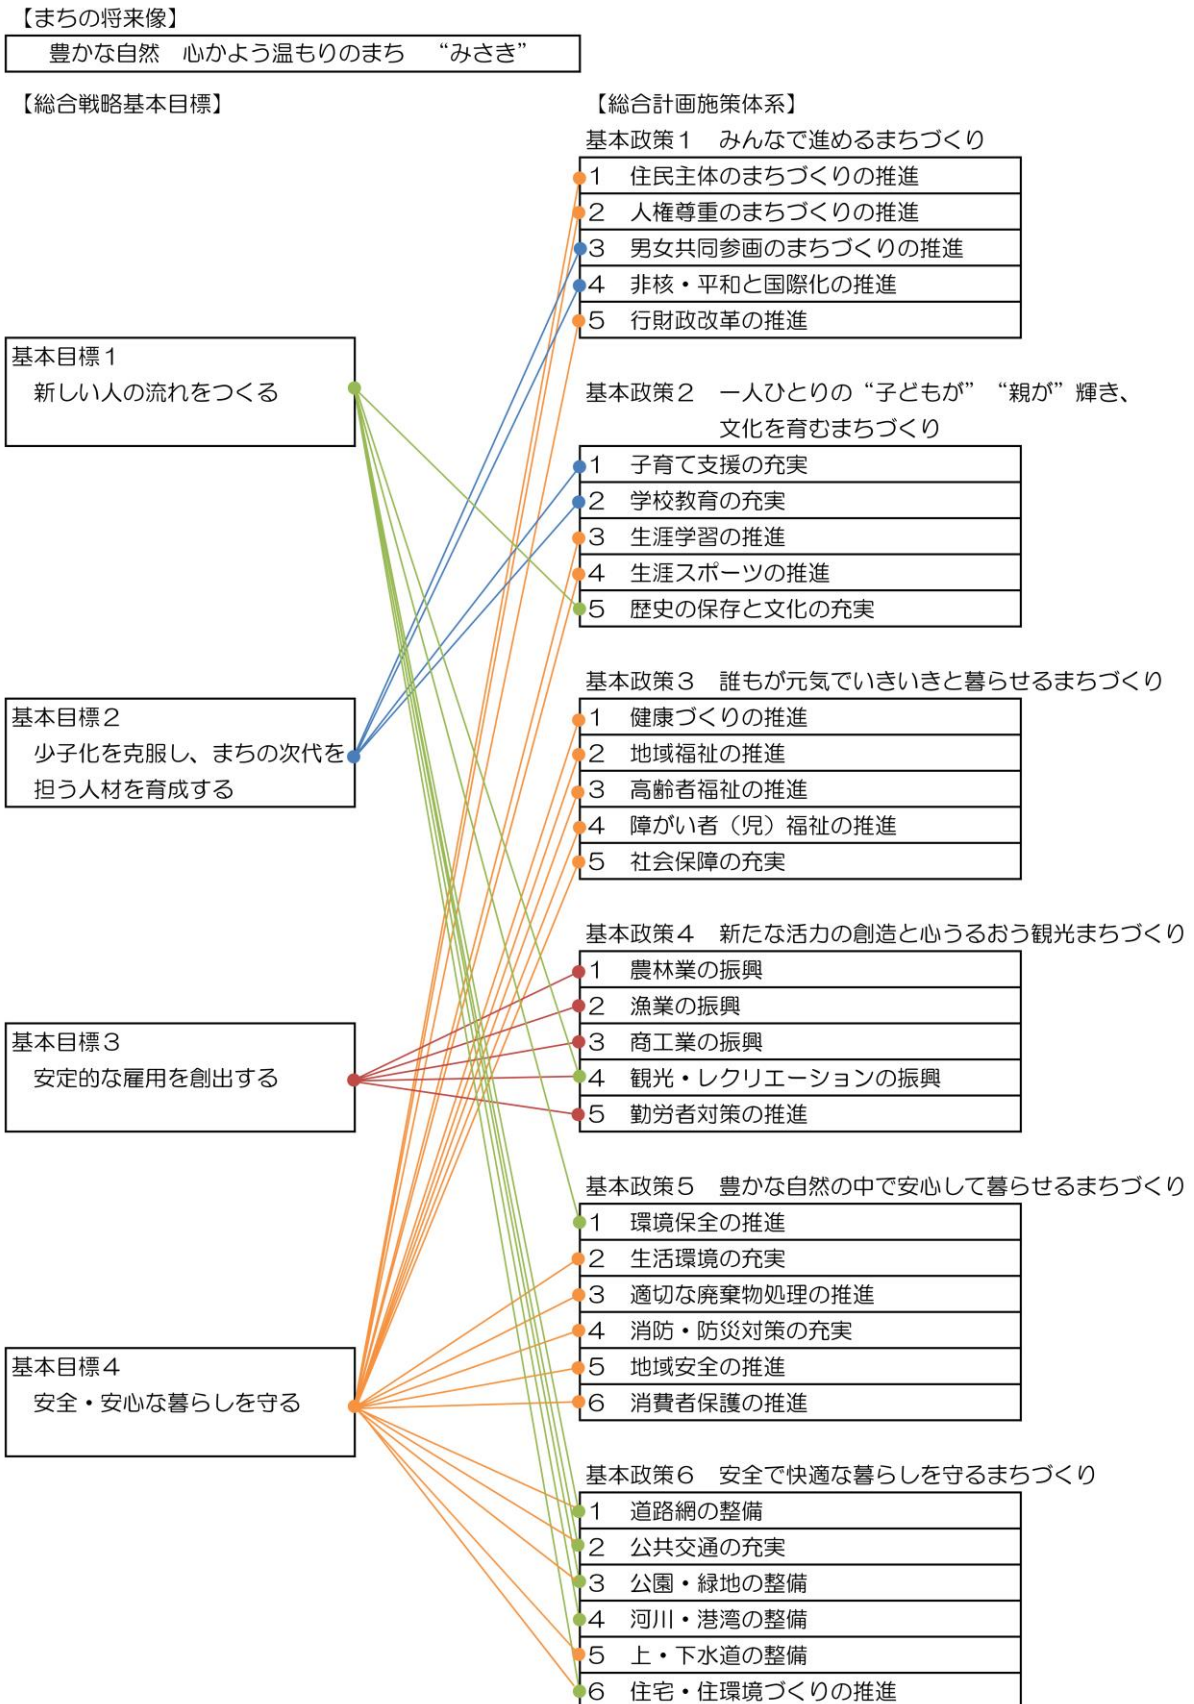 【まちの将来像】
豊かな自然　心かよう温もりのまち　“みさき”
【総合戦略基本目標】
基本目標１
新しい人の流れをつくる
基本目標２
少子化を克服し、まちの次代を
担う人材を育成する
基本目標３
安定的な雇用を創出する
基本目標４
安全・安心な暮らしを守る
【総合計画施策体系】
基本政策１　みんなで進めるまちづくり
1　住民主体のまちづくりの推進
2　人権尊重のまちづくりの推進
3　男女共同参画のまちづくりの推進
4　非核・平和と国際化の推進
5　行財政改革の推進
基本政策２　一人ひとりの“子どもが”“親が”輝き、
文化を育むまちづくり
1　子育て支援の充実
2　学校教育の充実
3　生涯学習の推進
4　生涯スポーツの推進
5　歴史の保存と文化の充実
基本政策３　誰もが元気でいきいきと暮らせるまちづくり
1　健康づくりの推進
2　地域福祉の推進
3　高齢者福祉の推進
4　障がい者（児）福祉の推進
5　社会保障の充実
基本政策４　新たな活力の創造と心うるおう観光まちづくり
1　農林業の振興
2　漁業の振興
3　商工業の振興
4　観光・レクリエーションの振興
5　勤労者対策の推進
基本政策５　豊かな自然の中で安心して暮らせるまちづくり
1　環境保全の推進
2　生活環境の充実
3　適切な廃棄物処理の推進
4　消防・防災対策の充実
5　地域安全の推進
6　消費者保護の推進
基本政策６　安全で快適な暮らしを守るまちづくり
1　道路網の整備
2　公共交通の充実
3　公園・緑地の整備
4　河川・港湾の整備
5　上・下水道の整備
6　住宅・住環境づくりの推進